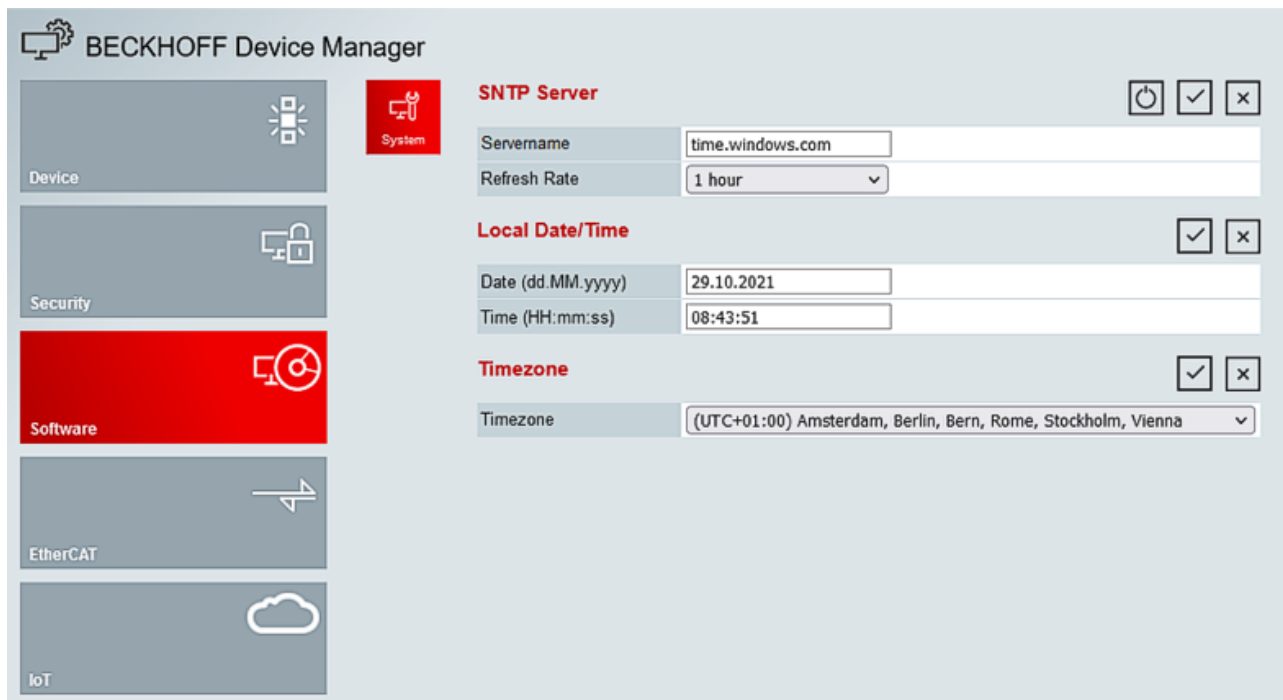 BECKHOFF Device Manager
Device
Security
Software
EtherCAT
IoT
System
SNTP Server
Servername time.windows.com
Refresh Rate 1 hour
Local Date/Time
Date (dd.MM.yyyy) 29.10.2021
Time (HH:mm:ss) 08:43:51
Timezone
Timezone (UTC+01:00) Amsterdam, Berlin, Bern, Rome, Stockholm, Vienna